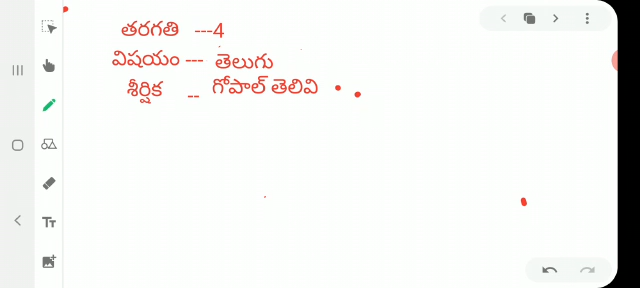 తరగతి ---4
విషయం --- తెలుగు
శీర్షిక -- గోపాల్ తెలివి